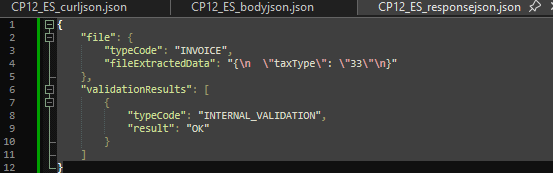 CP12_ES_curljson.json CP12_ES_bodyjson.json CP12_ES_responsejson.json
1 {
2 "file": {
3 "typeCode": "INVOICE",
4 "fileExtractedData": "{\n  \"taxType\": \"33\"\n}"
5 },
6 "validationResults": [
7 {
8 "typeCode": "INTERNAL_VALIDATION",
9 "result": "OK"
10 }
11 ]
12 }